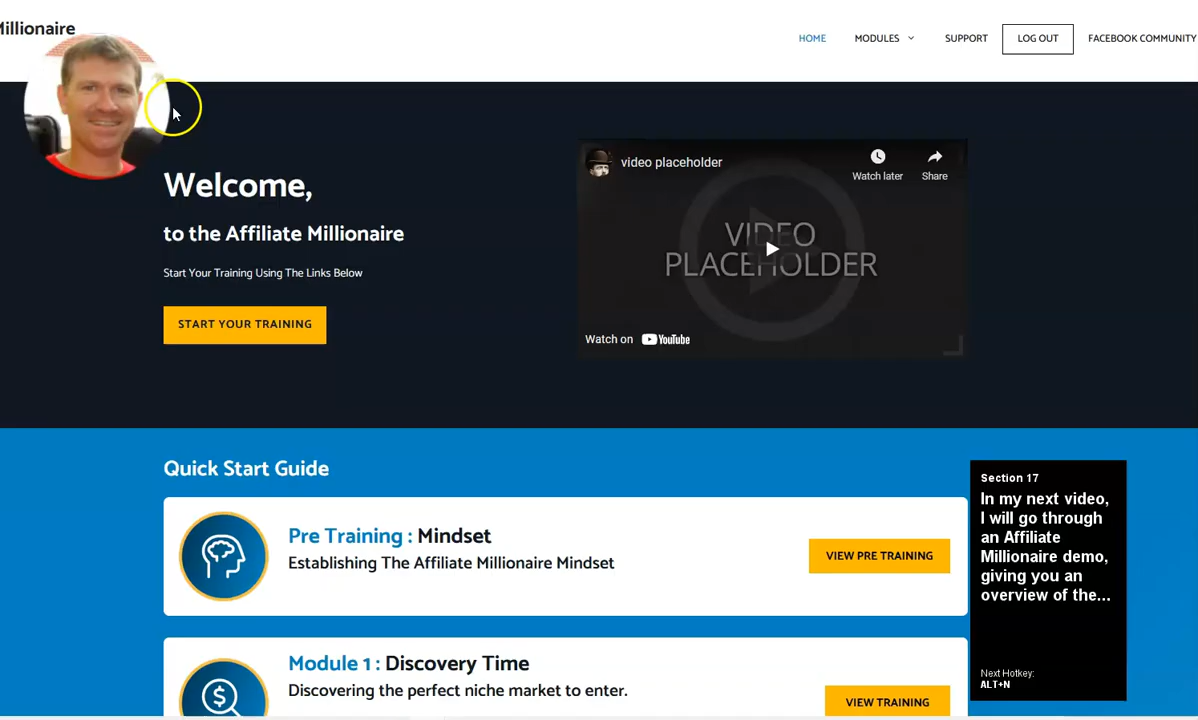 Millionaire
HOME
MODULES
SUPPORT
LOG OUT
FACEBOOK COMMUNITY
Welcome,
to the Affiliate Millionaire
Start Your Training Using The Links Below
START YOUR TRAINING
video placeholder
Watch later
Share
VIDEO
PLACEHOLDER
Watch on YouTube
Quick Start Guide
Pre Training : Mindset
Establishing The Affiliate Millionaire Mindset
VIEW PRE TRAINING
Module 1 : Discovery Time
Discovering the perfect niche market to enter.
VIEW TRAINING
Section 17
In my next video,
I will go through
an Affiliate
Millionaire demo,
giving you an
overview of the...
Next Hotkey:
ALT+N